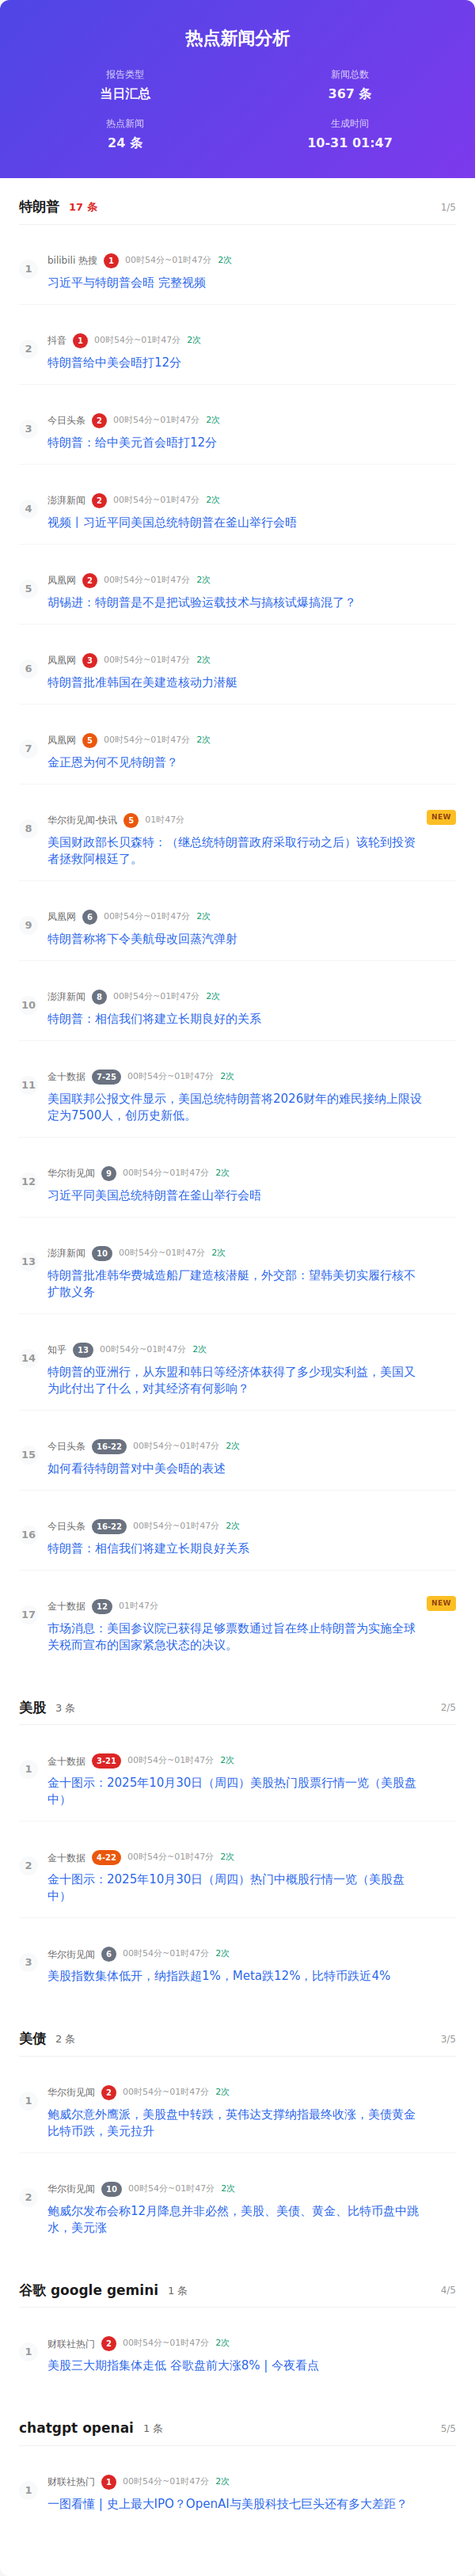 热点新闻分析
报告类型
新闻总数
当日汇总
367 条
热点新闻
生成时间
24 条
10-31 01:47
特朗普 17 条 1/5
1
bilibili 热搜 1 00时54分~01时47分 2次
习近平与特朗普会晤 完整视频
2
抖音 1 00时54分~01时47分 2次
特朗普给中美会晤打12分
3
今日头条 2 00时54分~01时47分 2次
特朗普：给中美元首会晤打12分
4
澎湃新闻 2 00时54分~01时47分 2次
视频丨习近平同美国总统特朗普在釜山举行会晤
5
凤凰网 2 00时54分~01时47分 2次
胡锡进：特朗普是不是把试验运载技术与搞核试爆搞混了？
6
凤凰网 3 00时54分~01时47分 2次
特朗普批准韩国在美建造核动力潜艇
7
凤凰网 5 00时54分~01时47分 2次
金正恩为何不见特朗普？
8
华尔街见闻-快讯 5 01时47分 NEW
美国财政部长贝森特：（继总统特朗普政府采取行动之后）该轮到投资
者拯救阿根廷了。
9
凤凰网 6 00时54分~01时47分 2次
特朗普称将下令美航母改回蒸汽弹射
10
澎湃新闻 8 00时54分~01时47分 2次
特朗普：相信我们将建立长期良好的关系
11
金十数据 7-25 00时54分~01时47分 2次
美国联邦公报文件显示，美国总统特朗普将2026财年的难民接纳上限设
定为7500人，创历史新低。
12
华尔街见闻 9 00时54分~01时47分 2次
习近平同美国总统特朗普在釜山举行会晤
13
澎湃新闻 10 00时54分~01时47分 2次
特朗普批准韩华费城造船厂建造核潜艇，外交部：望韩美切实履行核不
扩散义务
14
知乎 13 00时54分~01时47分 2次
特朗普的亚洲行，从东盟和韩日等经济体获得了多少现实利益，美国又
为此付出了什么，对其经济有何影响？
15
今日头条 16-22 00时54分~01时47分 2次
如何看待特朗普对中美会晤的表述
16
今日头条 16-22 00时54分~01时47分 2次
特朗普：相信我们将建立长期良好关系
17
金十数据 12 01时47分 NEW
市场消息：美国参议院已获得足够票数通过旨在终止特朗普为实施全球
关税而宣布的国家紧急状态的决议。
美股 3 条 2/5
1
金十数据 3-21 00时54分~01时47分 2次
金十图示：2025年10月30日（周四）美股热门股票行情一览（美股盘
中）
2
金十数据 4-22 00时54分~01时47分 2次
金十图示：2025年10月30日（周四）热门中概股行情一览（美股盘
中）
3
华尔街见闻 6 00时54分~01时47分 2次
美股指数集体低开，纳指跌超1%，Meta跌12%，比特币跌近4%
美债 2 条 3/5
1
华尔街见闻 2 00时54分~01时47分 2次
鲍威尔意外鹰派，美股盘中转跌，英伟达支撑纳指最终收涨，美债黄金
比特币跌，美元拉升
2
华尔街见闻 10 00时54分~01时47分 2次
鲍威尔发布会称12月降息并非必然，美股、美债、黄金、比特币盘中跳
水，美元涨
谷歌 google gemini 1 条 4/5
1
财联社热门 2 00时54分~01时47分 2次
美股三大期指集体走低 谷歌盘前大涨8% | 今夜看点
chatgpt openai 1 条 5/5
1
财联社热门 1 00时54分~01时47分 2次
一图看懂 | 史上最大IPO？OpenAI与美股科技七巨头还有多大差距？